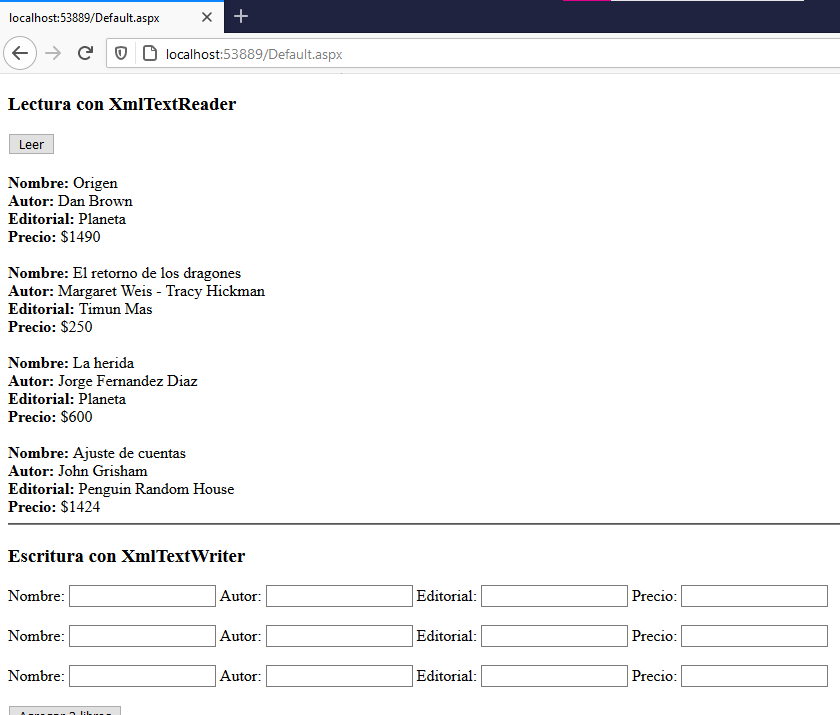 localhost:53889/Default.aspx
localhost:53889/Default.aspx
Lectura con XmlTextReader
Leer
Nombre: Origen
Autor: Dan Brown
Editorial: Planeta
Precio: $1490
Nombre: El retorno de los dragones
Autor: Margaret Weis - Tracy Hickman
Editorial: Timun Mas
Precio: $250
Nombre: La herida
Autor: Jorge Fernandez Diaz
Editorial: Planeta
Precio: $600
Nombre: Ajuste de cuentas
Autor: John Grisham
Editorial: Penguin Random House
Precio: $1424
Escritura con XmlTextWriter
Nombre: Autor: Editorial: Precio:
Nombre: Autor: Editorial: Precio:
Nombre: Autor: Editorial: Precio:
Agregar 3 libros